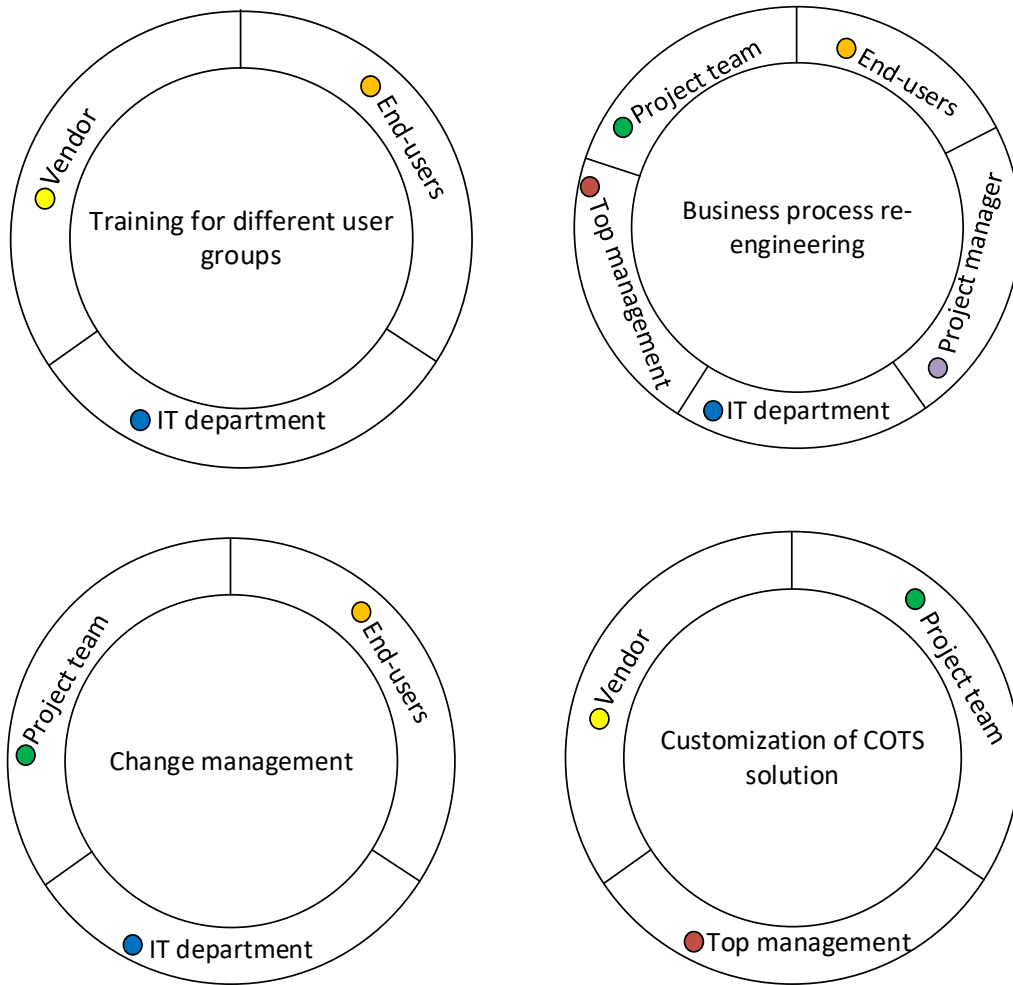 Vendor
End-users
Training for different user
groups
IT department
Project team
End-users
Top management
Business process re-
engineering
Project manager
IT department
Project team
End-users
Change management
IT department
Vendor
Project team
Customization of COTS
solution
Top management